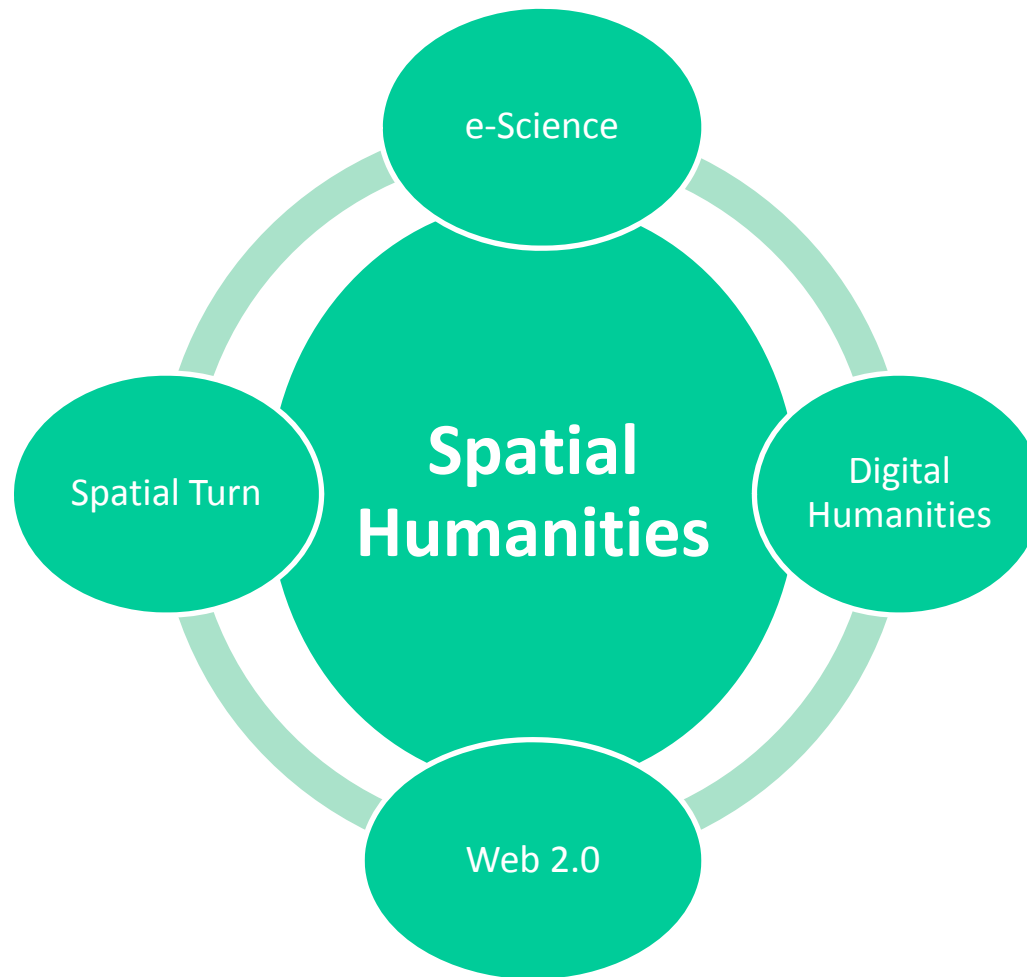 e-Science
Spatial Turn
Spatial
Humanities
Digital
Humanities
Web 2.0